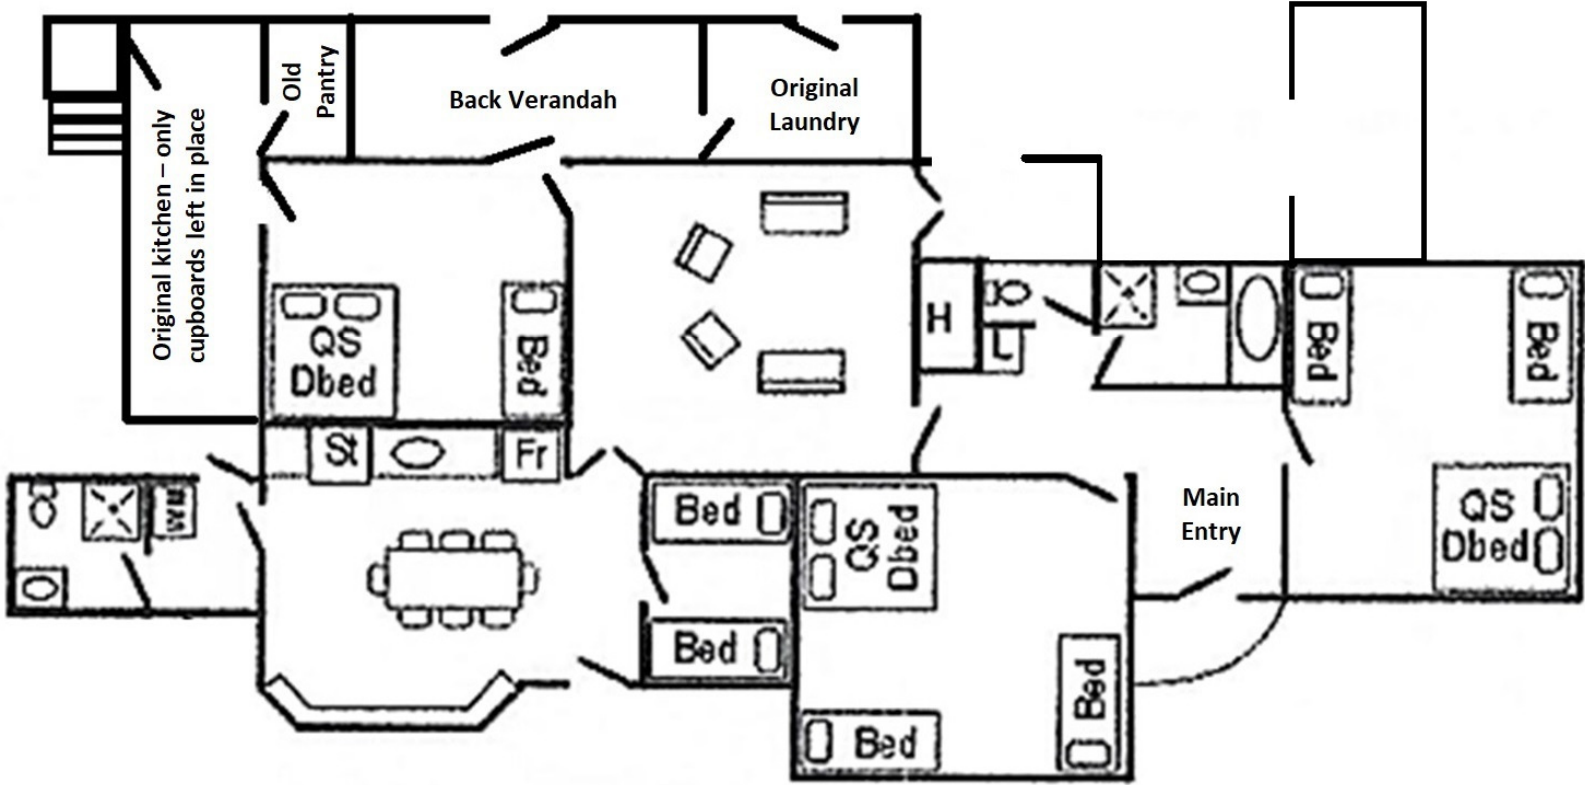 Original kitchen – only
cupboards left in place
Old
Pantry
Back Verandah
Original
Laundry
QS
Dbed
Bed
St
Fr
H
L
Bed
Bed
QS
Dbed
Main
Entry
WM
Bed
QS
Dbed
Bed
Bed
Bed